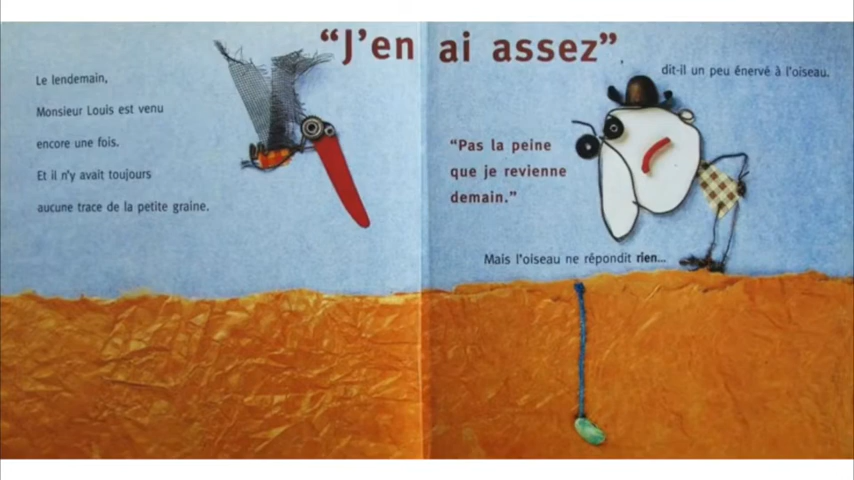 Le lendemain,
Monsieur Louis est venu
encore une fois.
Et il n'y avait toujours
aucune trace de la petite graine.
“J’en ai assez”
dit-il un peu énervé à l'oiseau.
“Pas la peine
que je revienne
demain.”
Mais l'oiseau ne répondit rien...